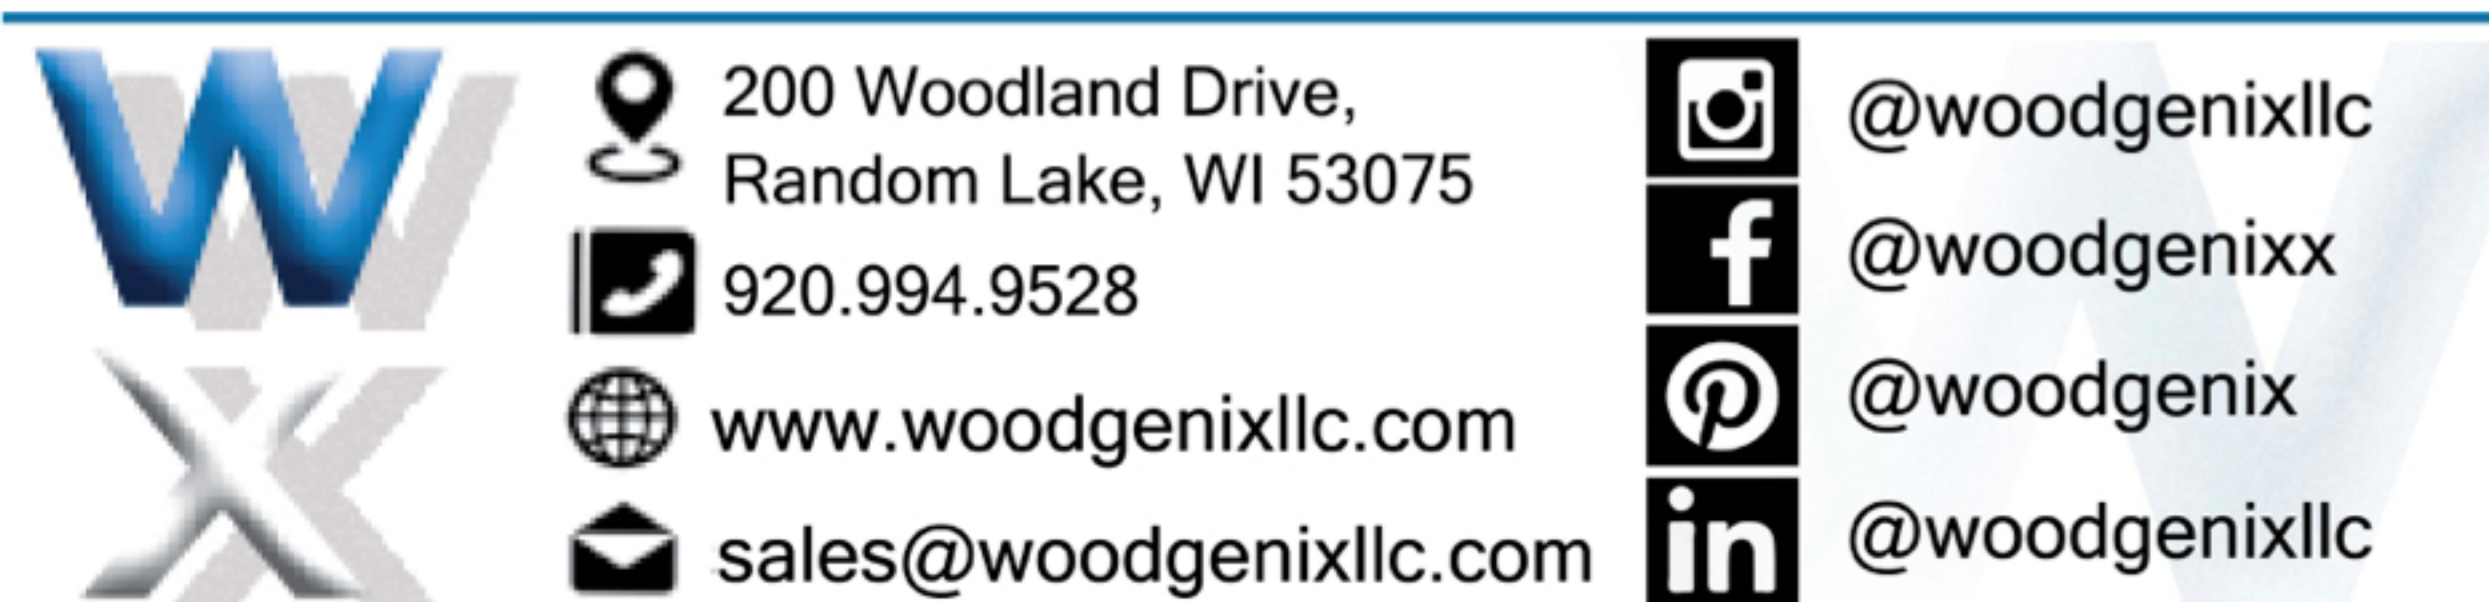 WX
200 Woodland Drive,
Random Lake, WI 53075
920.994.9528
www.woodgenixllc.com
sales@woodgenixllc.com
@woodgenixllc
@woodgenixx
@woodgenix
@woodgenixllc